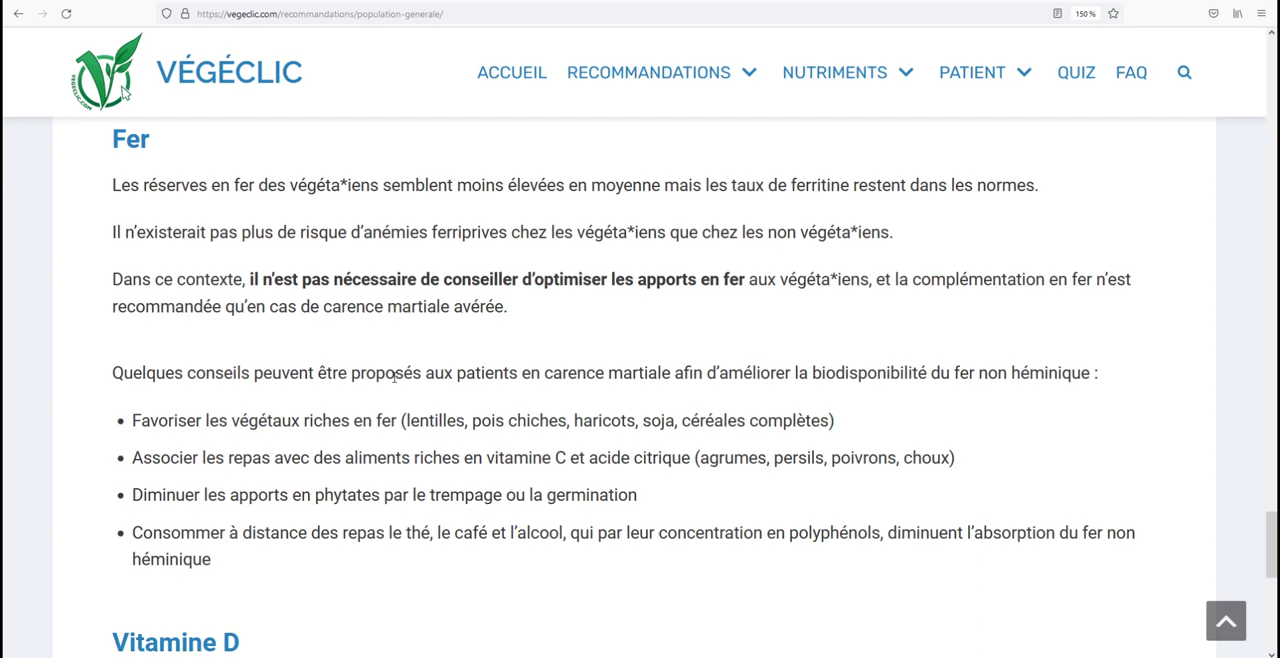 https://vegeclic.com/recommandations/population-generale/
150 %
VÉGÉCLIC
ACCUEIL RECOMMANDATIONS NUTRIMENTS PATIENT QUIZ FAQ
VEGECLIC.COM
Fer
Les réserves en fer des végéta*iens semblent moins élevées en moyenne mais les taux de ferritine restent dans les normes.
Il n’existerait pas plus de risque d’anémies ferriprives chez les végéta*iens que chez les non végéta*iens.
Dans ce contexte, il n’est pas nécessaire de conseiller d’optimiser les apports en fer aux végéta*iens, et la complémentation en fer n’est
recommandée qu’en cas de carence martiale avérée.
Quelques conseils peuvent être proposés aux patients en carence martiale afin d’améliorer la biodisponibilité du fer non héminique :
• Favoriser les végétaux riches en fer (lentilles, pois chiches, haricots, soja, céréales complètes)
• Associer les repas avec des aliments riches en vitamine C et acide citrique (agrumes, persils, poivrons, choux)
• Diminuer les apports en phytates par le trempage ou la germination
• Consommer à distance des repas le thé, le café et l’alcool, qui par leur concentration en polyphénols, diminuent l’absorption du fer non
héminique
Vitamine D